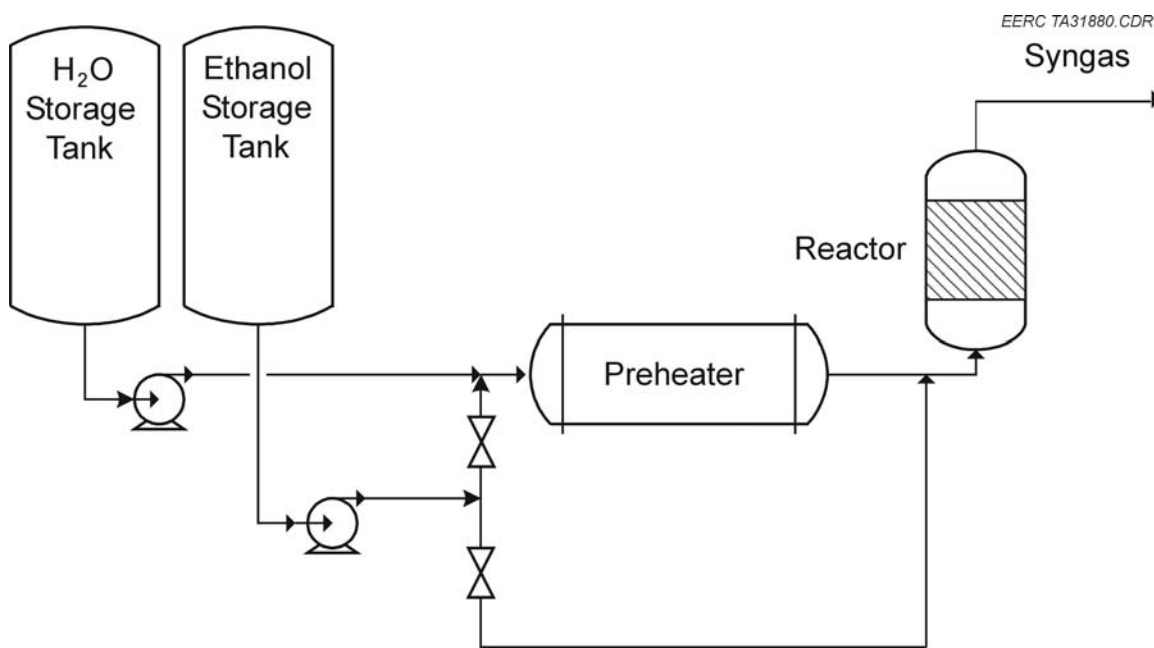 EERC TA31880.CDR
H₂O
Storage
Tank
Ethanol
Storage
Tank
Syngas
Reactor
Preheater